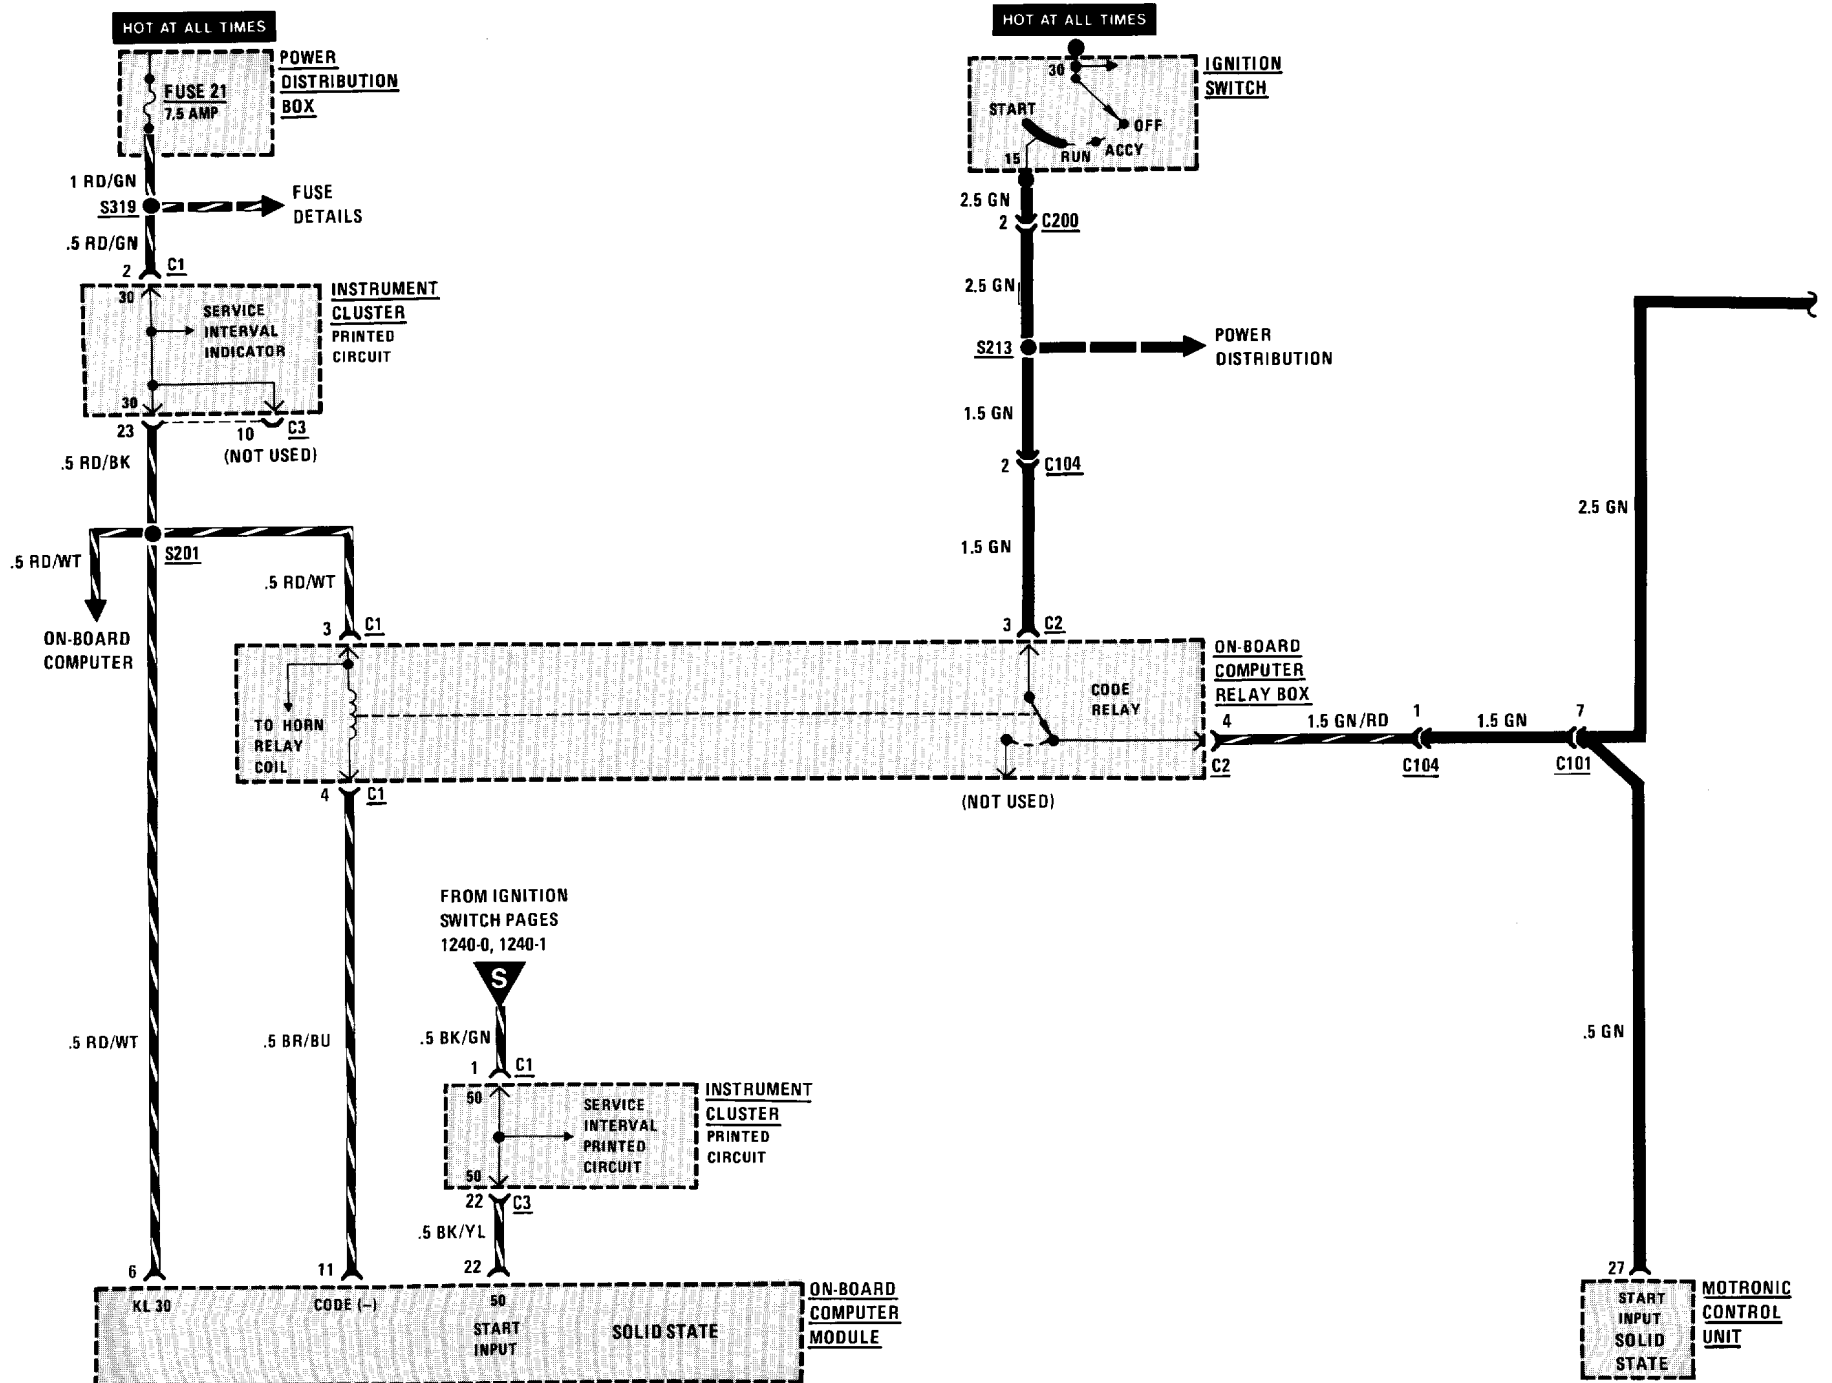 HOT AT ALL TIMES
POWER
DISTRIBUTION
BOX
FUSE 21
7.5 AMP
1 RD/GN
S319
FUSE
DETAILS
.5 RD/GN
2
C1
30
SERVICE
INTERVAL
INDICATOR
INSTRUMENT
CLUSTER
PRINTED
CIRCUIT
30
23
10
C3
(NOT USED)
.5 RD/BK
S201
.5 RD/WT
ON-BOARD
COMPUTER
.5 RD/WT
3
C1
HOT AT ALL TIMES
30
IGNITION
SWITCH
START
OFF
ACCY
RUN
15
2.5 GN
2
C200
2.5 GN
S213
POWER
DISTRIBUTION
1.5 GN
2
C104
1.5 GN
3
C2
TO HORN
RELAY
COIL
CODE
RELAY
ON-BOARD
COMPUTER
RELAY BOX
4
C1
(NOT USED)
4
C2
1.5 GN/RD
1
C104
1.5 GN
7
C101
2.5 GN
.5 GN
FROM IGNITION
SWITCH PAGES
1240-0, 1240-1
S
.5 RD/WT
.5 BR/BU
.5 BK/GN
1
C1
50
SERVICE
INTERVAL
PRINTED
CIRCUIT
50
INSTRUMENT
CLUSTER
PRINTED
CIRCUIT
22
C3
.5 BK/YL
6
11
22
KL 30
CODE (-)
50
START
INPUT
SOLID STATE
ON-BOARD
COMPUTER
MODULE
27
START
INPUT
SOLID
STATE
MOTRONIC
CONTROL
UNIT